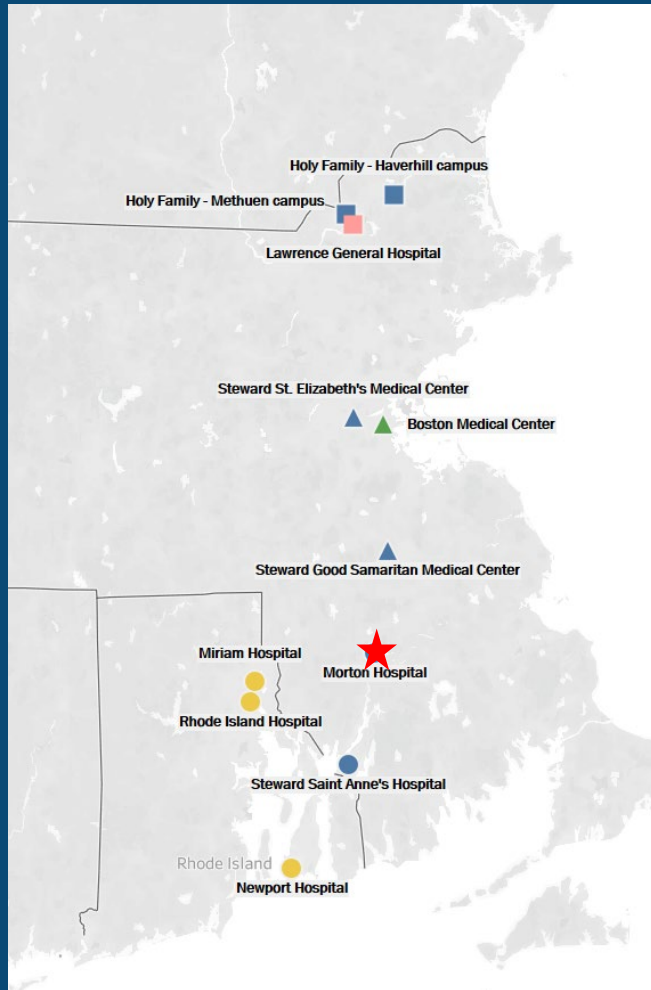 Holy Family - Haverhill campus
Holy Family - Methuen campus
Lawrence General Hospital
Steward St. Elizabeth's Medical Center
Boston Medical Center
Steward Good Samaritan Medical Center
Miriam Hospital
Morton Hospital
Rhode Island Hospital
Steward Saint Anne's Hospital
Rhode Island
Newport Hospital